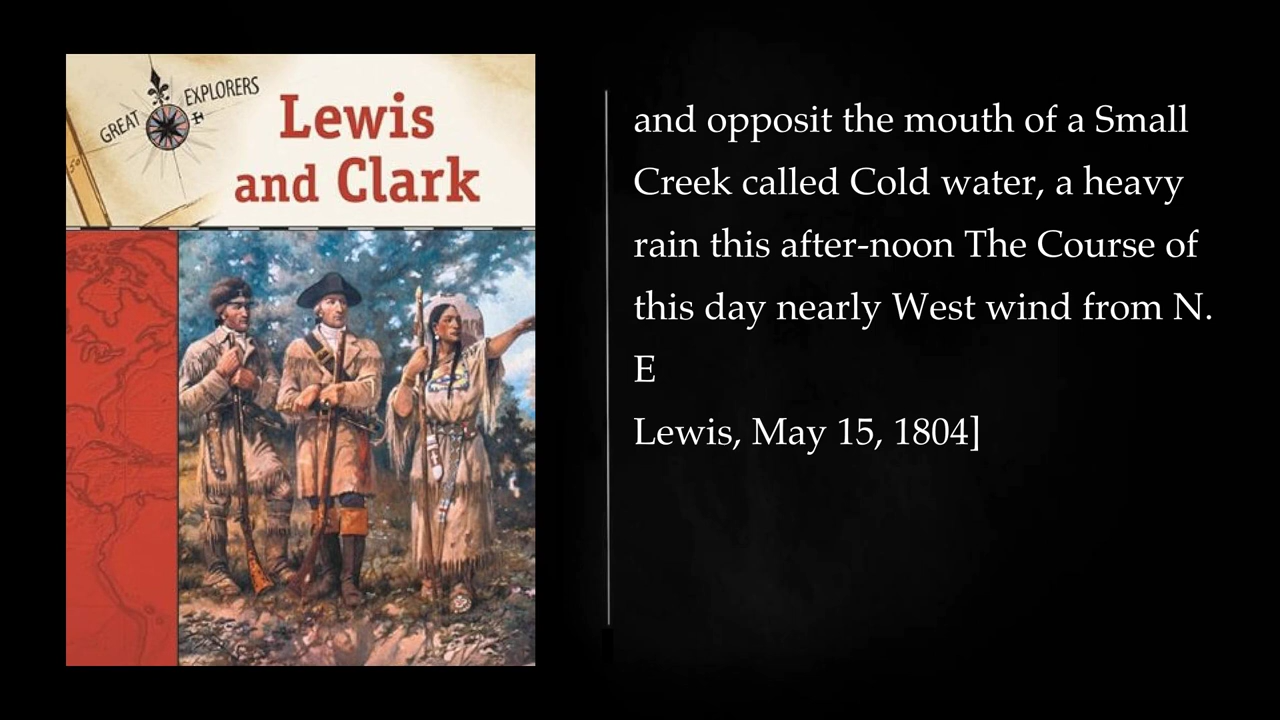 GREAT EXPLORERS
Lewis
and Clark
50
and opposit the mouth of a Small
Creek called Cold water, a heavy
rain this after-noon The Course of
this day nearly West wind from N.
E
Lewis, May 15, 1804]